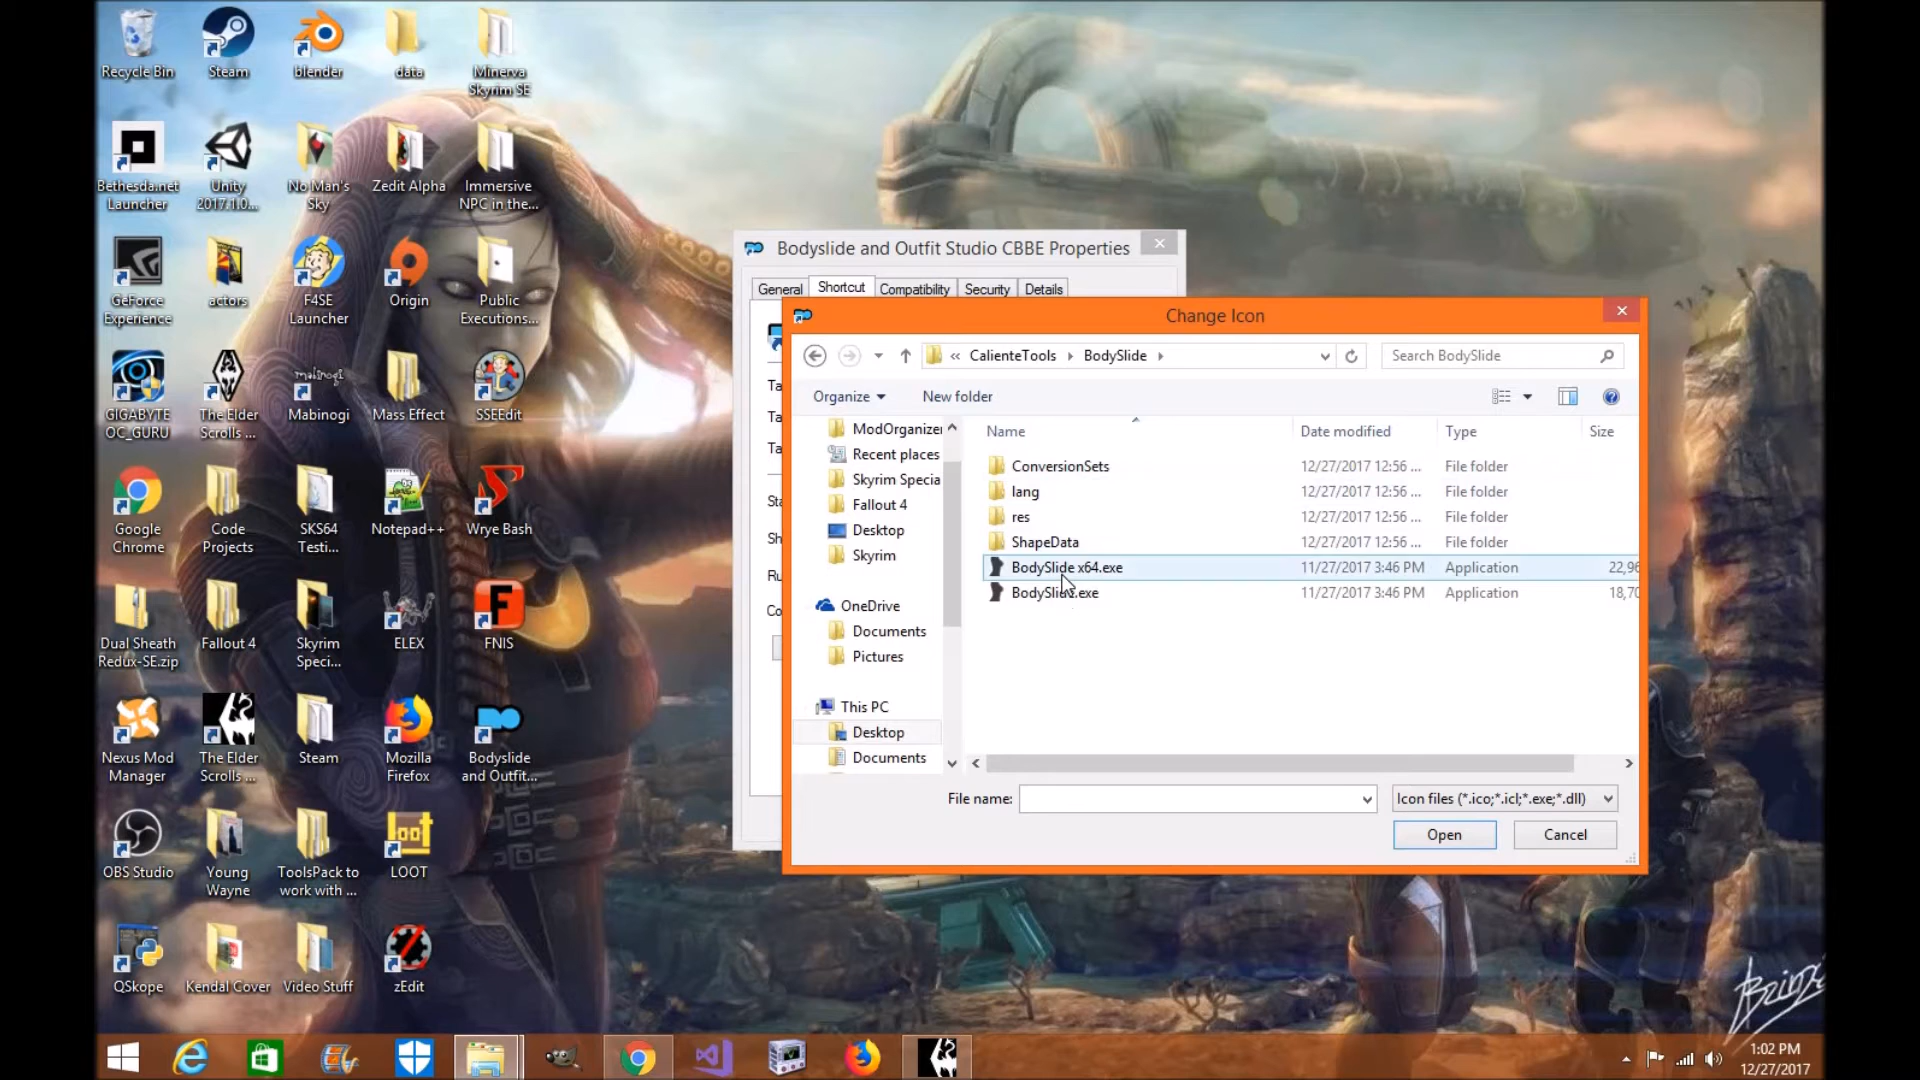 Recycle Bin
Steam
blender
data
Minerva
Skyrim SE
Bethesda.net
Launcher
Unity
2017.1.0...
No Man's
Sky
Zedit Alpha
Immersive
NPC in the...
GeForce
Experience
actors
F4SE
Launcher
Origin
Public
Executions...
GIGABYTE
OC_GURU
The Elder
Scrolls ...
mabinogi
Mabinogi
Mass Effect
SSEEdit
Google
Chrome
Code
Projects
SKS64
Testi...
Notepad++
Wrye Bash
Dual Sheath
Redux-SE.zip
Fallout 4
Skyrim
Speci...
ELEX
FNIS
Nexus Mod
Manager
The Elder
Scrolls ...
Steam
Mozilla
Firefox
Bodyslide
and Outfit...
OBS Studio
Young
Wayne
ToolsPack to
work with ...
loot
LOOT
QSkope
Kendal Cover
Video Stuff
zEdit
Bodyslide and Outfit Studio CBBE Properties
General
Shortcut
Compatibility
Security
Details
Ta
Ta
Ta
Sta
Sh
Ru
Co
Change Icon
« CalienteTools
BodySlide
Search BodySlide
Organize
New folder
ModOrganizer
Recent places
Skyrim Specia
Fallout 4
Desktop
Skyrim
OneDrive
Documents
Pictures
This PC
Desktop
Documents
Name Date modified Type Size
ConversionSets 12/27/2017 12:56 ... File folder
lang 12/27/2017 12:56 ... File folder
res 12/27/2017 12:56 ... File folder
ShapeData 12/27/2017 12:56 ... File folder
BodySlide x64.exe 11/27/2017 3:46 PM Application 22,96
BodySlide.exe 11/27/2017 3:46 PM Application 18,70
File name:
Icon files (*.ico;*.icl;*.exe;*.dll)
Open
Cancel
1:02 PM
12/27/2017